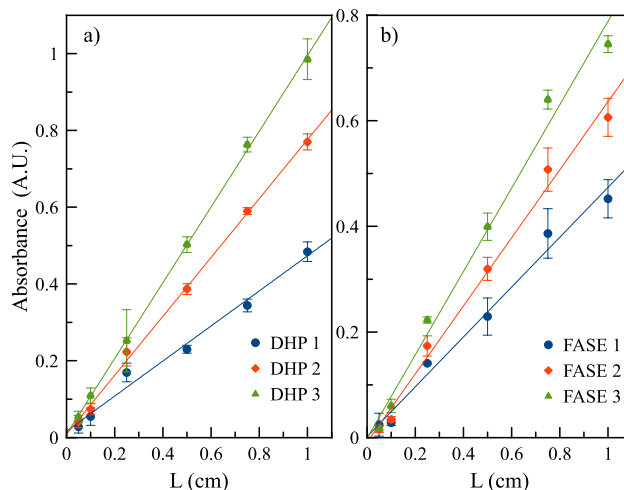 a)
b)
Absorbance (A.U.)
1
0.8
0.6
0.4
0.2
0
0.8
0.6
0.4
0.2
0
DHP 1
DHP 2
DHP 3
FASE 1
FASE 2
FASE 3
0 0.2 0.4 0.6 0.8 1
0 0.2 0.4 0.6 0.8 1
L (cm)
L (cm)